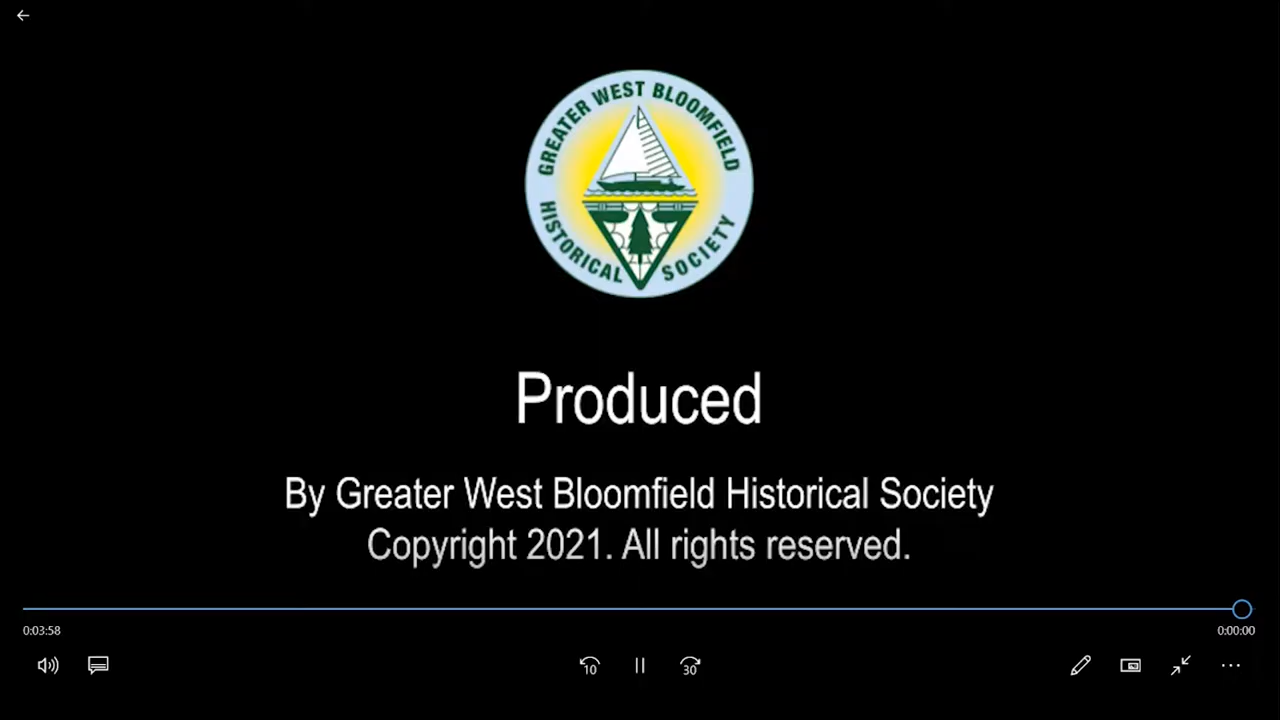 GREATER WEST BLOOMFIELD
HISTORICAL SOCIETY
Produced
By Greater West Bloomfield Historical Society
Copyright 2021. All rights reserved.
0:03:58
0:00:00
10
30